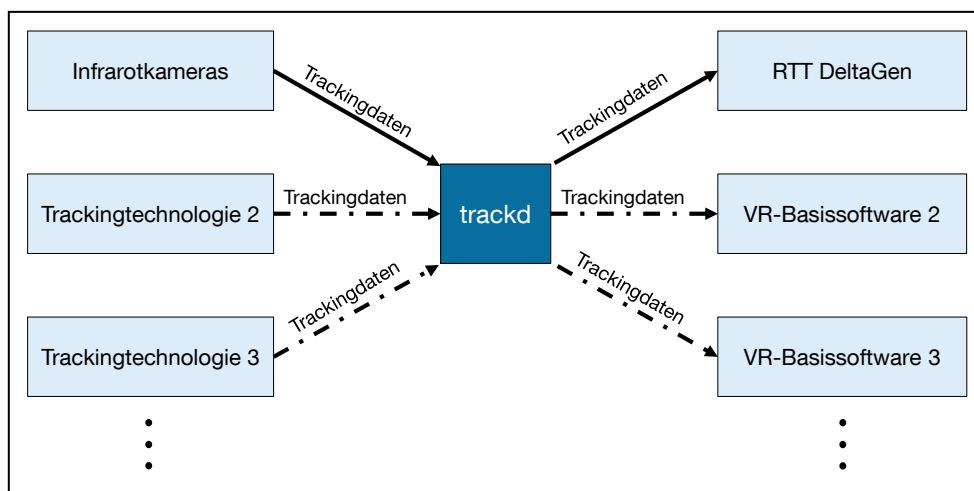 Infrarotkameras
Trackingdaten
Trackingdaten
RTT DeltaGen
Trackingtechnologie 2
Trackingdaten
trackd
Trackingdaten
VR-Basissoftware 2
Trackingtechnologie 3
Trackingdaten
Trackingdaten
VR-Basissoftware 3